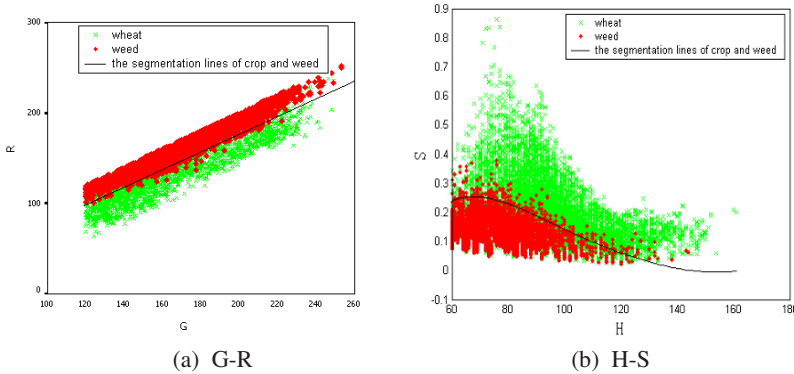 300
wheat
weed
the segmentation lines of crop and weed
200
R
100
0
100 120 140 160 180 200 220 240 260
G
(a) G-R
0.9
wheat
weed
the segmentation lines of crop and weed
0.8
0.7
0.6
0.5
S
0.4
0.3
0.2
0.1
0
-0.1
60 80 100 120 140 160 180
H
(b) H-S